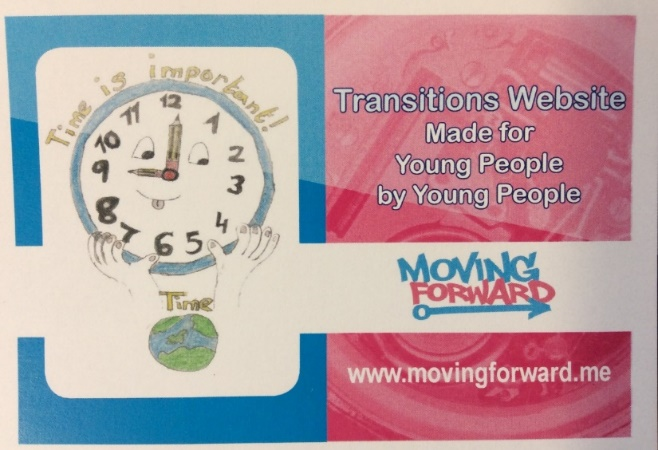 Time is important!
12
11 1
10 2
9 3
8 4
7 6 5
Time
Transitions Website
Made for
Young People
by Young People
MOVING
FORWARD
www.movingforward.me